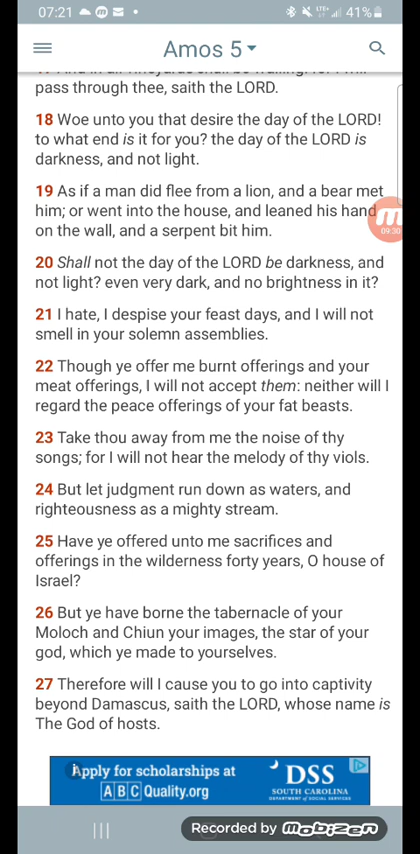 07:21
LTE+ 41%
Amos 5
pass through thee, saith the LORD.
18 Woe unto you that desire the day of the LORD!
to what end is it for you? the day of the LORD is
darkness, and not light.
19 As if a man did flee from a lion, and a bear met
him; or went into the house, and leaned his hand
on the wall, and a serpent bit him.
09:30
20 Shall not the day of the LORD be darkness, and
not light? even very dark, and no brightness in it?
21 I hate, I despise your feast days, and I will not
smell in your solemn assemblies.
22 Though ye offer me burnt offerings and your
meat offerings, I will not accept them: neither will I
regard the peace offerings of your fat beasts.
23 Take thou away from me the noise of thy
songs; for I will not hear the melody of thy viols.
24 But let judgment run down as waters, and
righteousness as a mighty stream.
25 Have ye offered unto me sacrifices and
offerings in the wilderness forty years, O house of
Israel?
26 But ye have borne the tabernacle of your
Moloch and Chiun your images, the star of your
god, which ye made to yourselves.
27 Therefore will I cause you to go into captivity
beyond Damascus, saith the LORD, whose name is
The God of hosts.
Apply for scholarships at
ABC Quality.org
DSS
SOUTH CAROLINA
DEPARTMENT of SOCIAL SERVICES
Recorded by mobizen